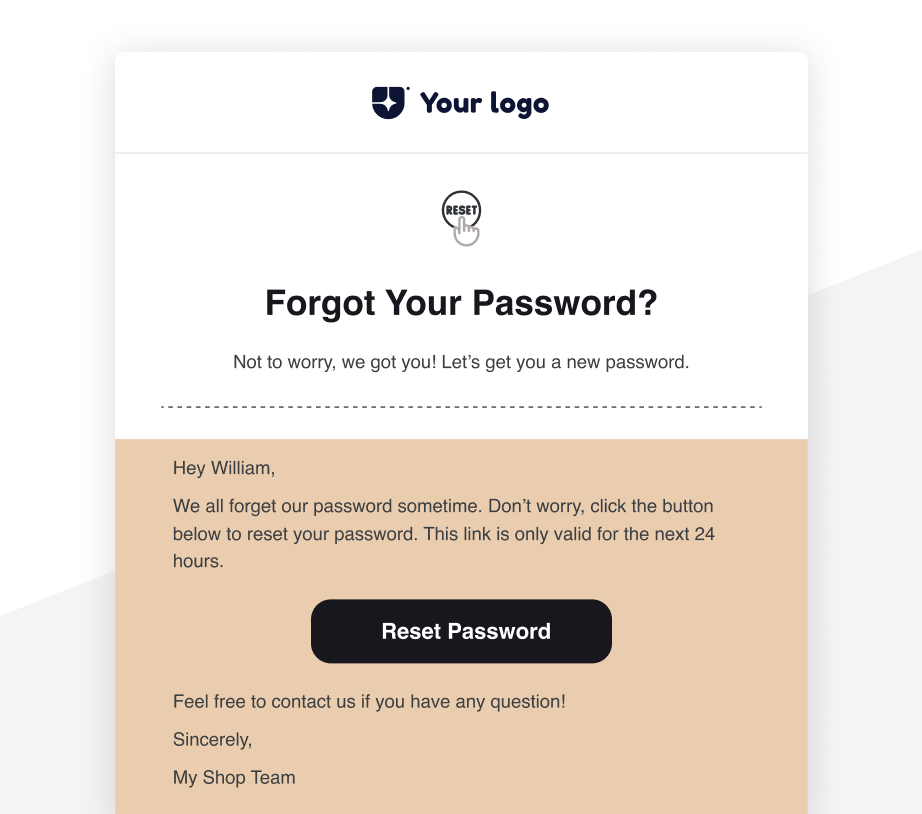 Your logo
RESET
Forgot Your Password?
Not to worry, we got you! Let’s get you a new password.
Hey William,
We all forget our password sometime. Don’t worry, click the button
below to reset your password. This link is only valid for the next 24
hours.
Reset Password
Feel free to contact us if you have any question!
Sincerely,
My Shop Team